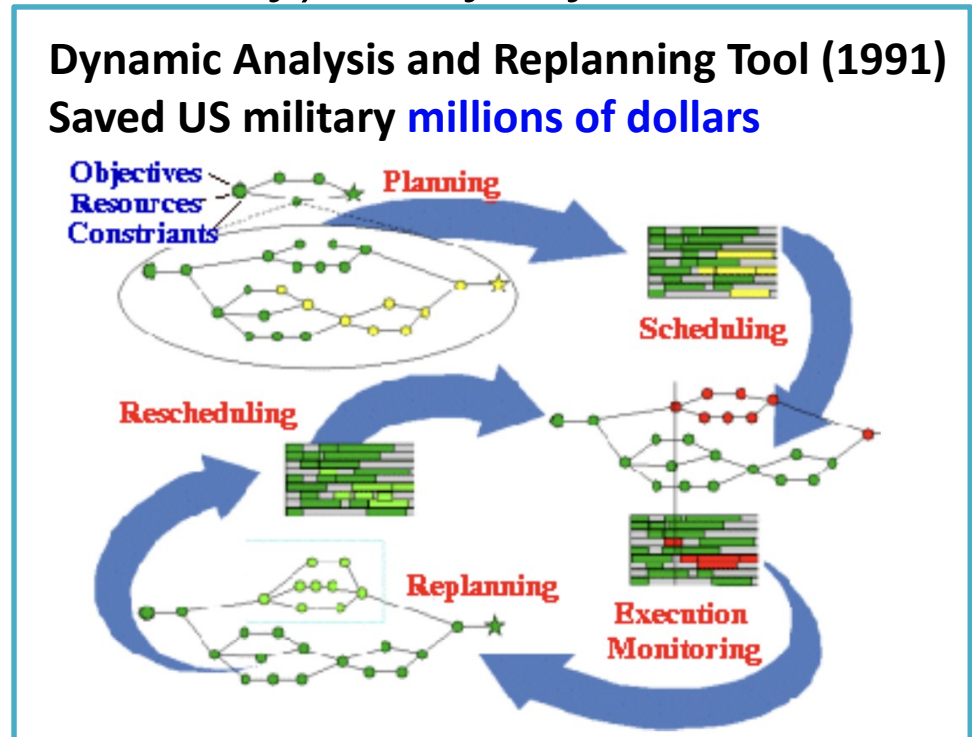 Dynamic Analysis and Replanning Tool (1991)
Saved US military millions of dollars
Objectives
Resources
Constriants
Planning
Scheduling
Rescheduling
Replanning
Execution
Monitoring